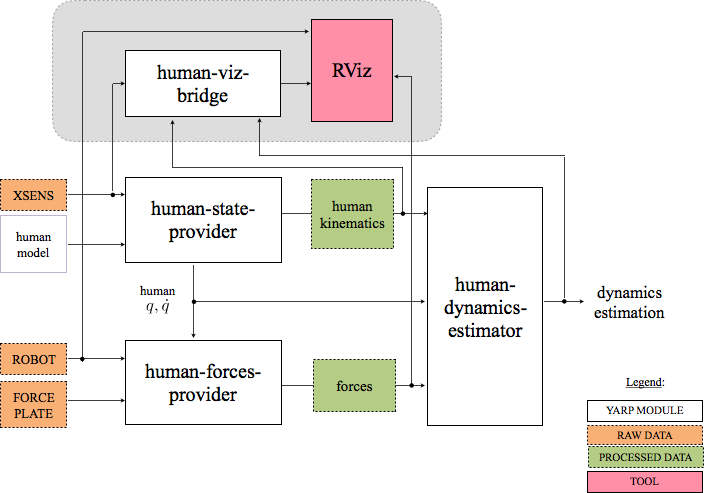 human-viz-
bridge
RViz
XSENS
human
model
human-state-
provider
human
kinematics
human
q, q̇
human-
dynamics-
estimator
dynamics
estimation
ROBOT
FORCE
PLATE
human-forces-
provider
forces
Legend:
YARP MODULE
RAW DATA
PROCESSED DATA
TOOL